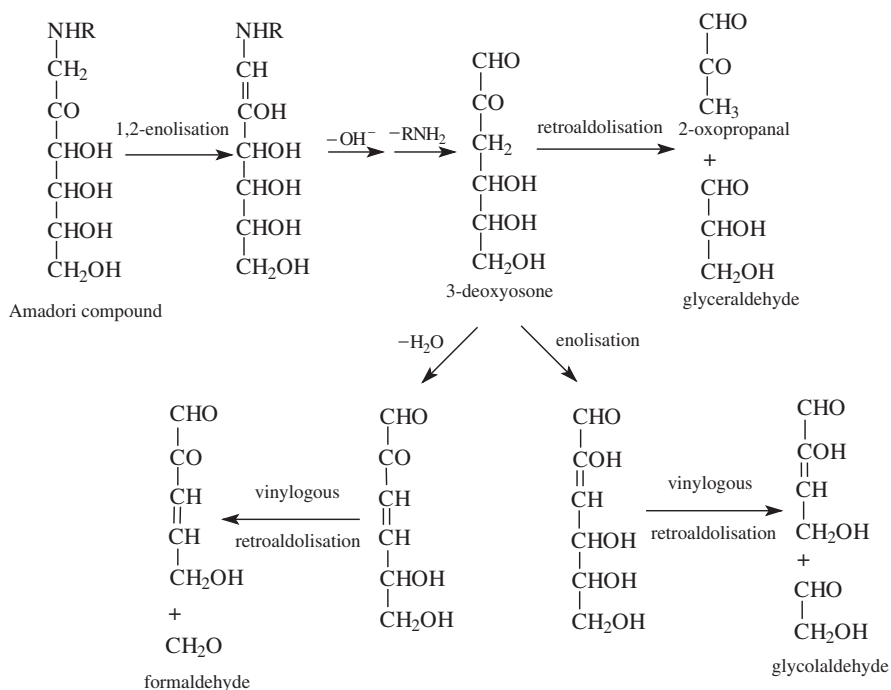 NHR
CH2
CO
CHOH
CHOH
CHOH
CH2OH
Amadori compound
1,2-enolisation
NHR
CH
COH
CHOH
CHOH
CHOH
CH2OH
−OH−
−RNH2
CHO
CO
CH2
CHOH
CHOH
CH2OH
3-deoxyosone
retroaldolisation
CHO
CO
CH3
2-oxopropanal
+
CHO
CHOH
CH2OH
glyceraldehyde
−H2O
enolisation
CHO
CO
CH
CH
CH2OH
+
CH2O
formaldehyde
vinylogous
retroaldolisation
CHO
CO
CH
CH
CHOH
CH2OH
CHO
COH
CH
CHOH
CHOH
CH2OH
vinylogous
retroaldolisation
CHO
COH
CH
CH2OH
+
CHO
CH2OH
glycolaldehyde